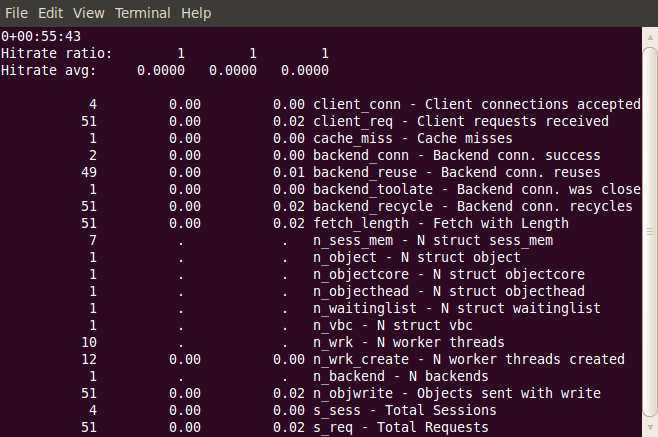 File Edit View Terminal Help
0+00:55:43
Hitrate ratio: 1 1 1
Hitrate avg: 0.0000 0.0000 0.0000
4 0.00 0.00 client_conn - Client connections accepted
51 0.00 0.02 client_req - Client requests received
1 0.00 0.00 cache_miss - Cache misses
2 0.00 0.00 backend_conn - Backend conn. success
49 0.00 0.01 backend_reuse - Backend conn. reuses
1 0.00 0.00 backend_toolate - Backend conn. was close
51 0.00 0.02 backend_recycle - Backend conn. recycles
51 0.00 0.02 fetch_length - Fetch with Length
7 . . n_sess_mem - N struct sess_mem
1 . . n_object - N struct object
1 . . n_objectcore - N struct objectcore
1 . . n_objecthead - N struct objecthead
1 . . n_waitinglist - N struct waitinglist
1 . . n_vbc - N struct vbc
10 . . n_wrk - N worker threads
12 0.00 0.00 n_wrk_create - N worker threads created
1 . . n_backend - N backends
51 0.00 0.02 n_objwrite - Objects sent with write
4 0.00 0.00 s_sess - Total Sessions
51 0.00 0.02 s_req - Total Requests